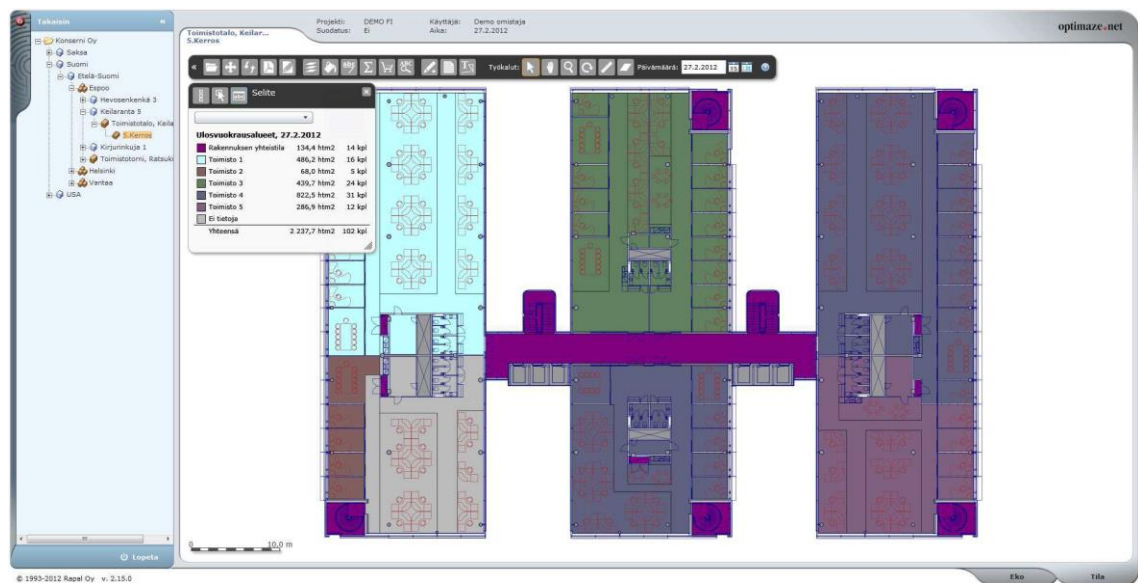 Takaisin
«
Konserni Oy
Saksa
Suomi
Etelä-Suomi
Espoo
Hevosenkenkä 3
Keilaranta 5
Toimistotalo, Keila
5.Kerros
Kirjurinkuja 1
Toimistotorni, Ratsuki
Helsinki
Vantaa
USA
Lopeta
© 1993-2012 Rapal Oy v. 2.15.0
Toimistotalo, Keilar...
5.Kerros
Projekti: DEMO FI Käyttäjä: Demo omistaja
Suodatus: Ei Aika: 27.2.2012
optimaze.net
Työkalut: Päivämäärä: 27.2.2012
Selite
Ulosvuokrausalueet, 27.2.2012
Rakennuksen yhteistila 134,4 htm2 14 kpl
Toimisto 1 486,2 htm2 16 kpl
Toimisto 2 68,0 htm2 5 kpl
Toimisto 3 439,7 htm2 24 kpl
Toimisto 4 822,5 htm2 31 kpl
Toimisto 5 286,9 htm2 12 kpl
Ei tietoja
Yhteensä 2 237,7 htm2 102 kpl
0 10,0 m
Eko Tila